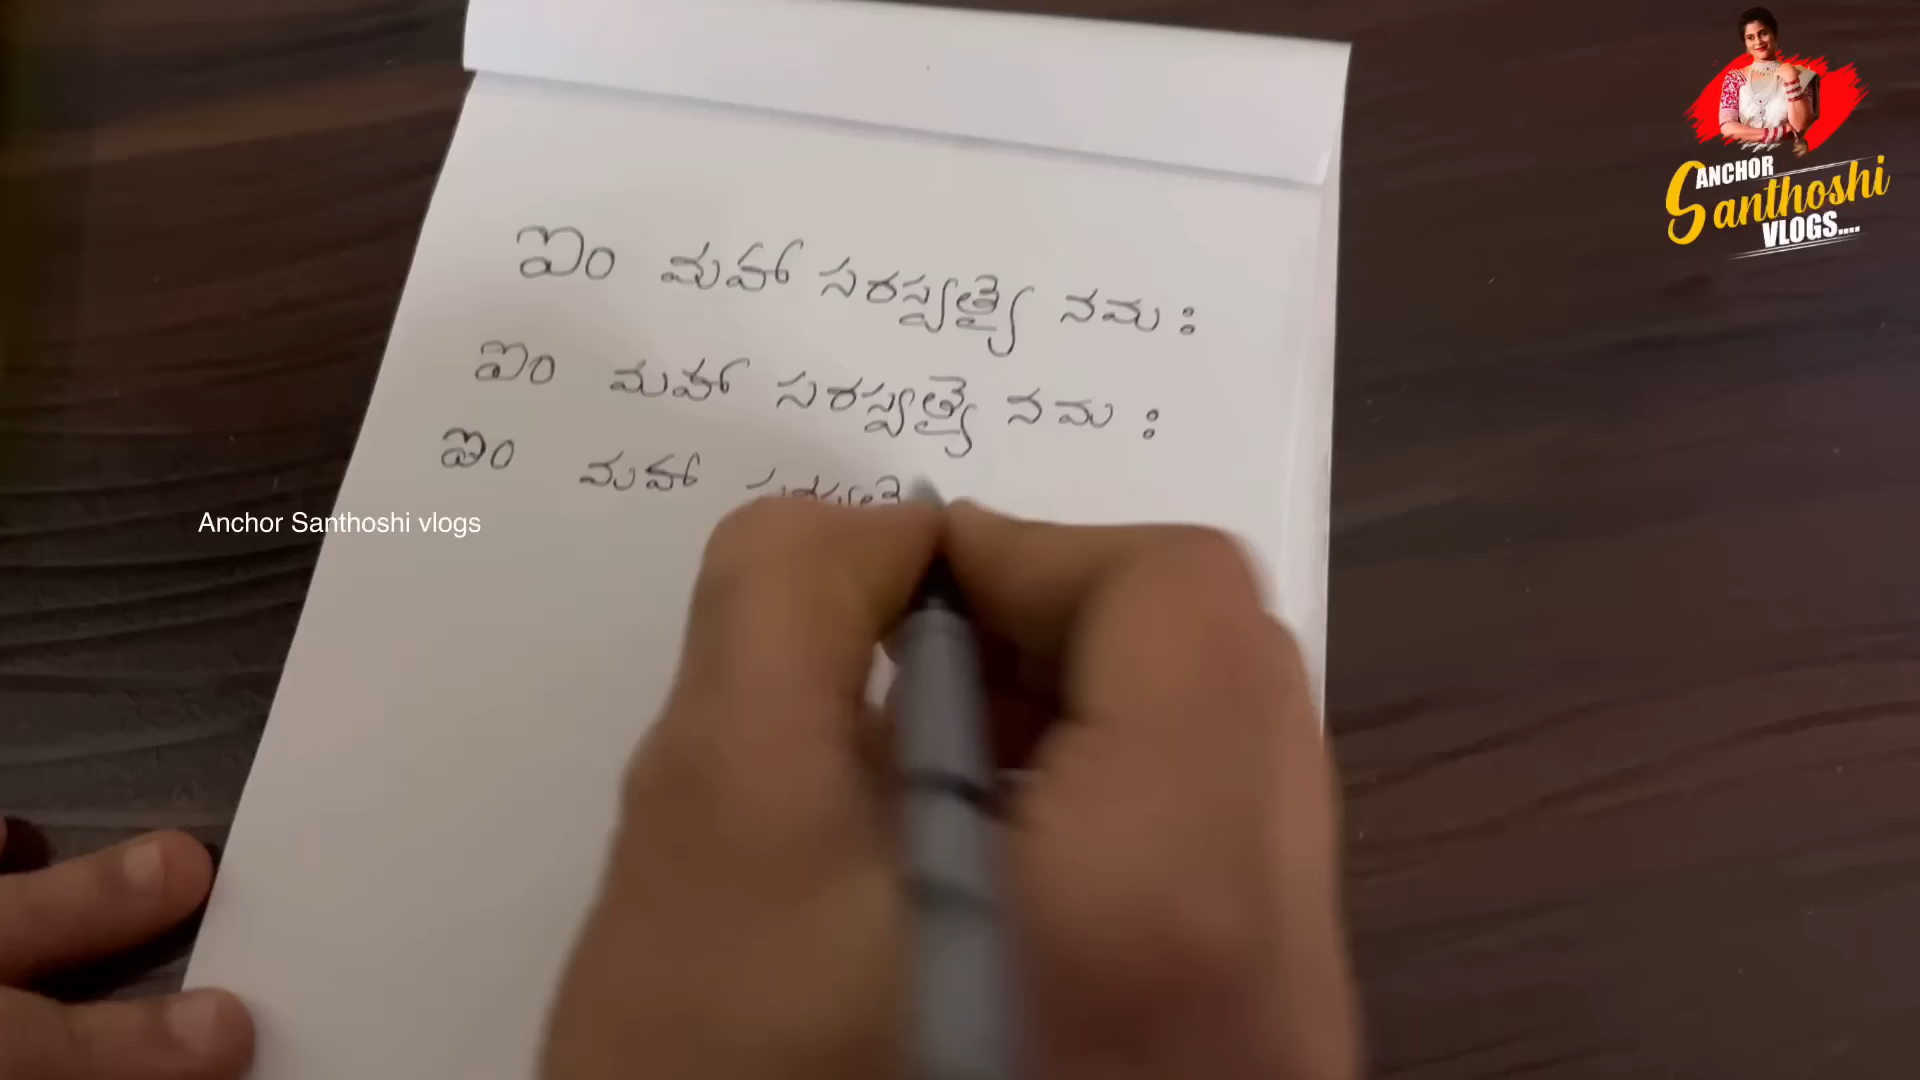 ANCHOR
Santhoshi
VLOGS....
ఐం మహా సరస్వత్యై నమః
ఐం మహా సరస్వత్యై నమః
ఐం మహా
Anchor Santhoshi vlogs